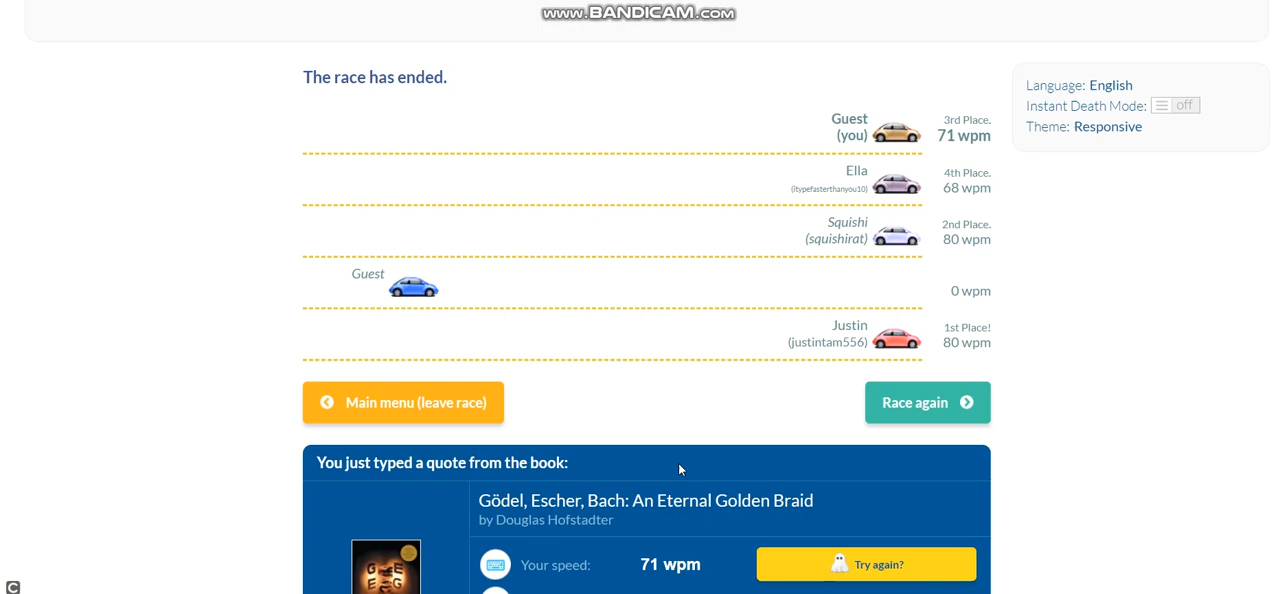 www.BANDICAM.com
The race has ended.
Language: English
Instant Death Mode: off
Theme: Responsive
Guest
(you)
3rd Place.
71 wpm
Ella
(itypefasterthanyou10)
4th Place.
68 wpm
Squishi
(squishirat)
2nd Place.
80 wpm
Guest
0 wpm
Justin
(justintam556)
1st Place!
80 wpm
Main menu (leave race)
Race again
You just typed a quote from the book:
Gödel, Escher, Bach: An Eternal Golden Braid
by Douglas Hofstadter
Your speed:
71 wpm
Try again?